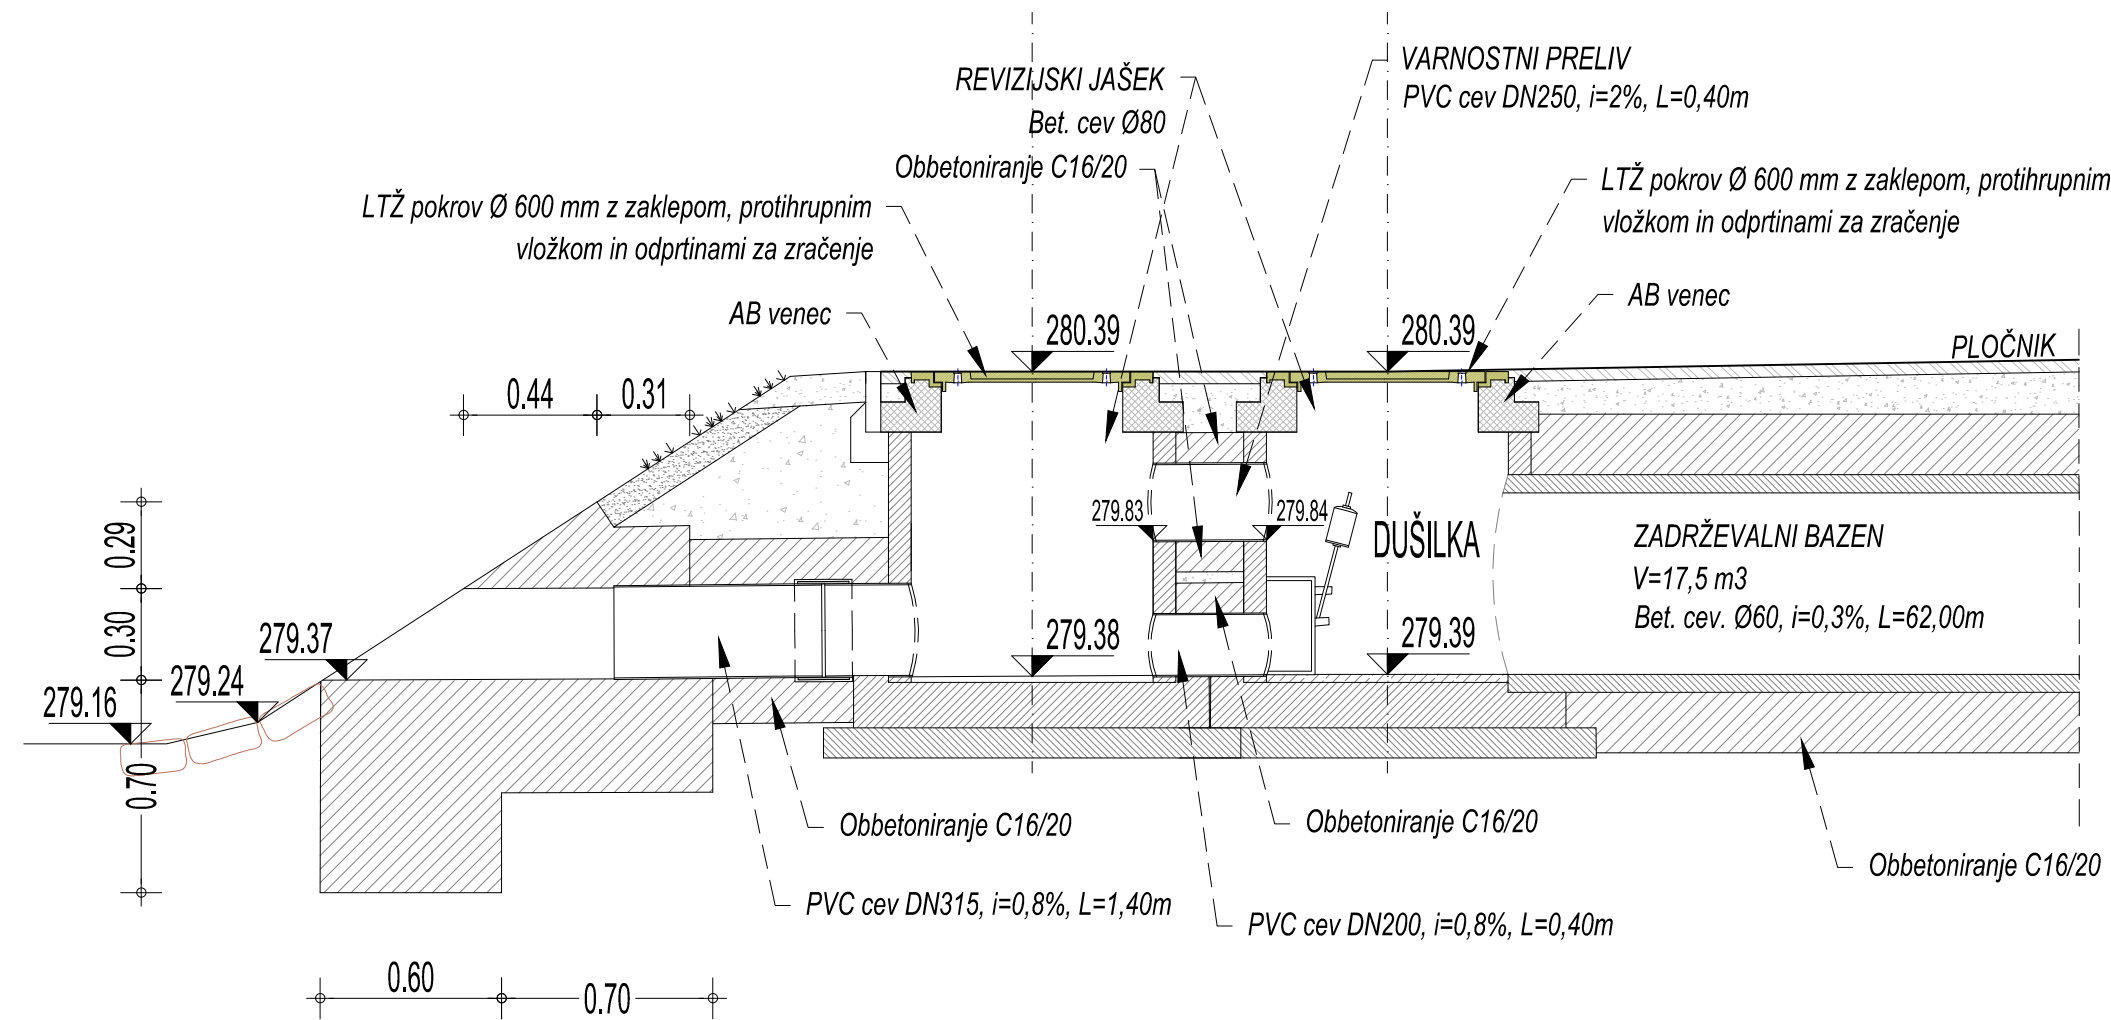 VARNOSTNI PRELIV
PVC cev DN250, i=2%, L=0,40m
REVIZIJSKI JAŠEK
Bet. cev Ø80
Obbetoniranje C16/20
LTŽ pokrov Ø 600 mm z zaklepom, protihrupnim
vložkom in odprtinami za zračenje
LTŽ pokrov Ø 600 mm z zaklepom, protihrupnim
vložkom in odprtinami za zračenje
AB venec
AB venec
280.39
280.39
PLOČNIK
0.44
0.31
279.83
279.84
DUŠILKA
ZADRŽEVALNI BAZEN
V=17,5 m3
Bet. cev. Ø60, i=0,3%, L=62,00m
0.29
0.30
0.70
279.37
279.24
279.16
279.38
279.39
Obbetoniranje C16/20
Obbetoniranje C16/20
Obbetoniranje C16/20
PVC cev DN315, i=0,8%, L=1,40m
PVC cev DN200, i=0,8%, L=0,40m
0.60
0.70